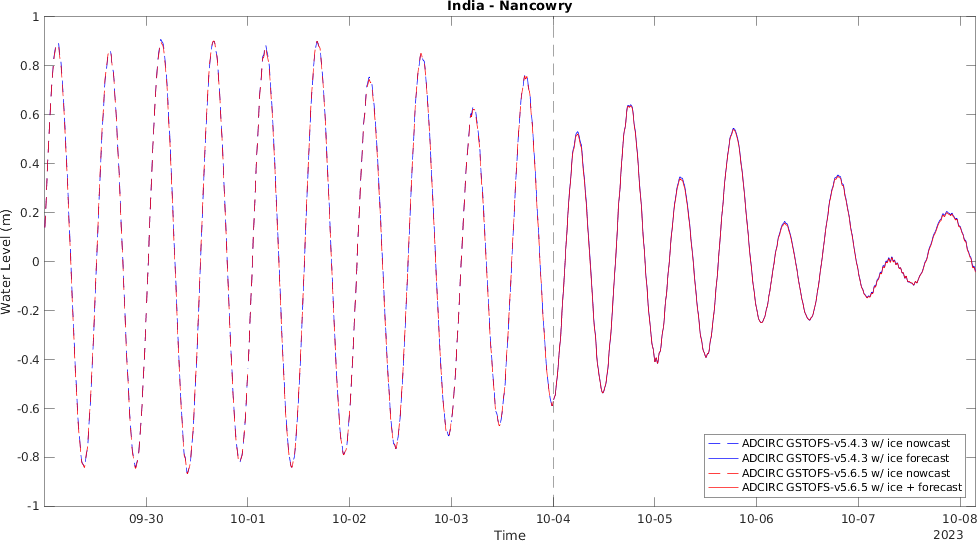 India - Nancowry
1
0.8
0.6
0.4
0.2
0
-0.2
-0.4
-0.6
-0.8
-1
Water Level (m)
ADCIRC GSTOFS-v5.4.3 w/ ice nowcast
ADCIRC GSTOFS-v5.4.3 w/ ice forecast
ADCIRC GSTOFS-v5.6.5 w/ ice nowcast
ADCIRC GSTOFS-v5.6.5 w/ ice + forecast
09-30 10-01 10-02 10-03 10-04 10-05 10-06 10-07 10-08
Time
2023